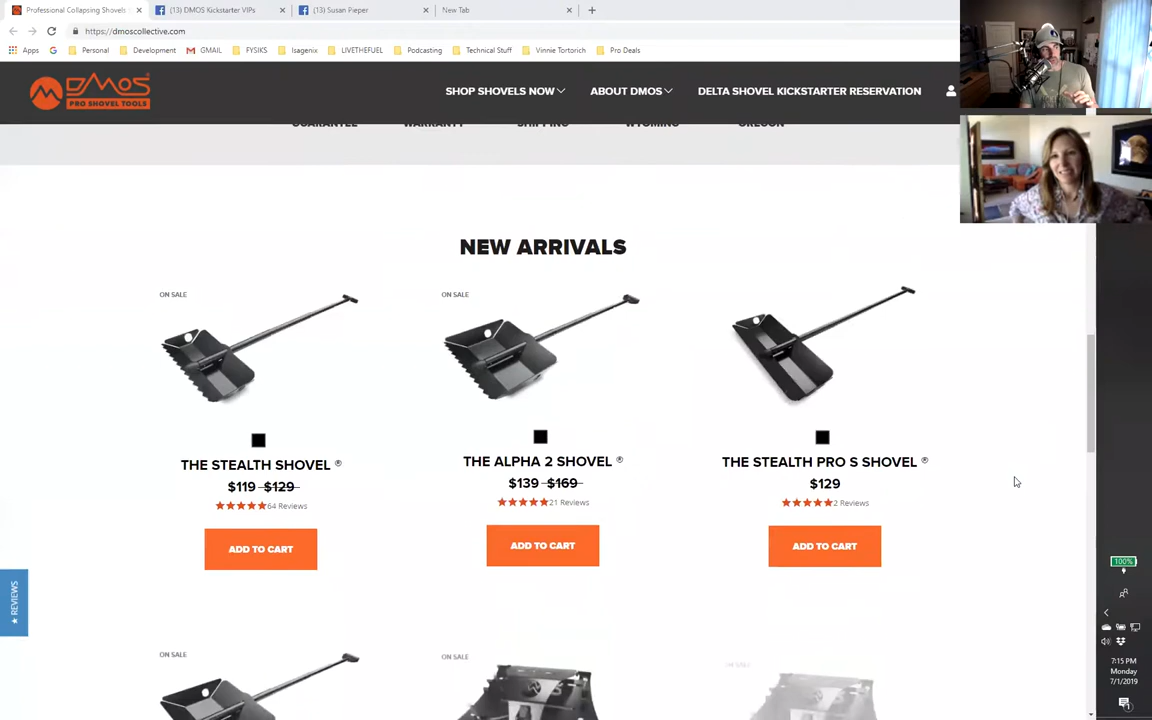 Professional Collapsing Shovels
(13) DMOS Kickstarter VIPs
(13) Susan Pieper
New Tab
https://dmoscollective.com
Apps
Personal
Development
GMAIL
FYSIKS
Isagenix
LIVETHEFUEL
Podcasting
Technical Stuff
Vinnie Tortorich
Pro Deals
DMOS
PRO SHOVEL TOOLS
SHOP SHOVELS NOW
ABOUT DMOS
DELTA SHOVEL KICKSTARTER RESERVATION
GUARANTEE
WARRANTY
SHIPPING
WYOMING
OREGON
NEW ARRIVALS
ON SALE
ON SALE
THE STEALTH SHOVEL ®
$119 $129
64 Reviews
ADD TO CART
THE ALPHA 2 SHOVEL ®
$139 $169
21 Reviews
ADD TO CART
THE STEALTH PRO S SHOVEL ®
$129
2 Reviews
ADD TO CART
★ REVIEWS
ON SALE
ON SALE
ON SALE
100%
7:15 PM
Monday
7/1/2019